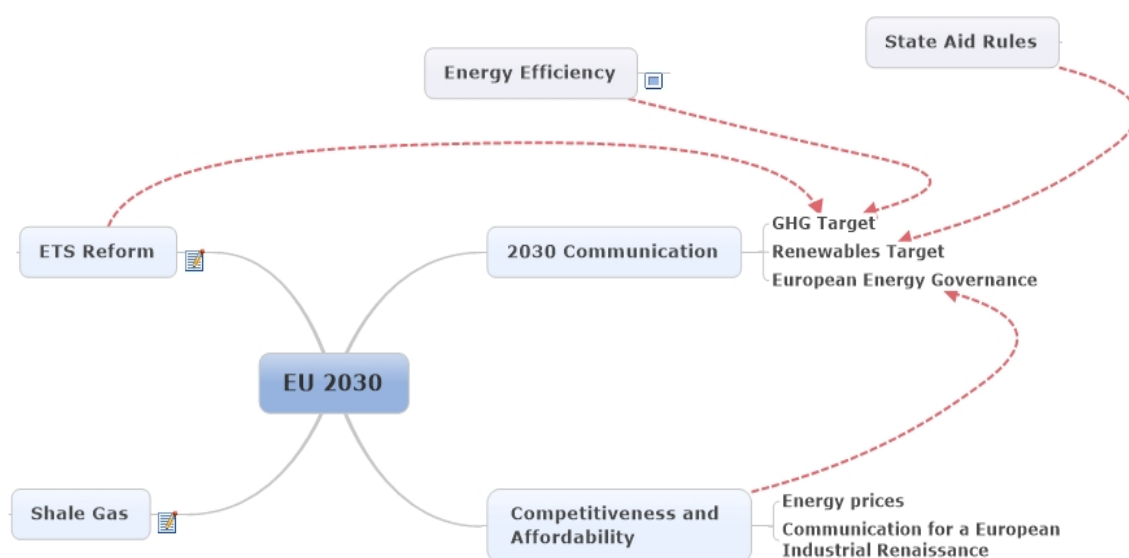 State Aid Rules
Energy Efficiency
GHG Target
ETS Reform
2030 Communication
Renewables Target
European Energy Governance
EU 2030
Shale Gas
Competitiveness and
Affordability
Energy prices
Communication for a European
Industrial Renaissance